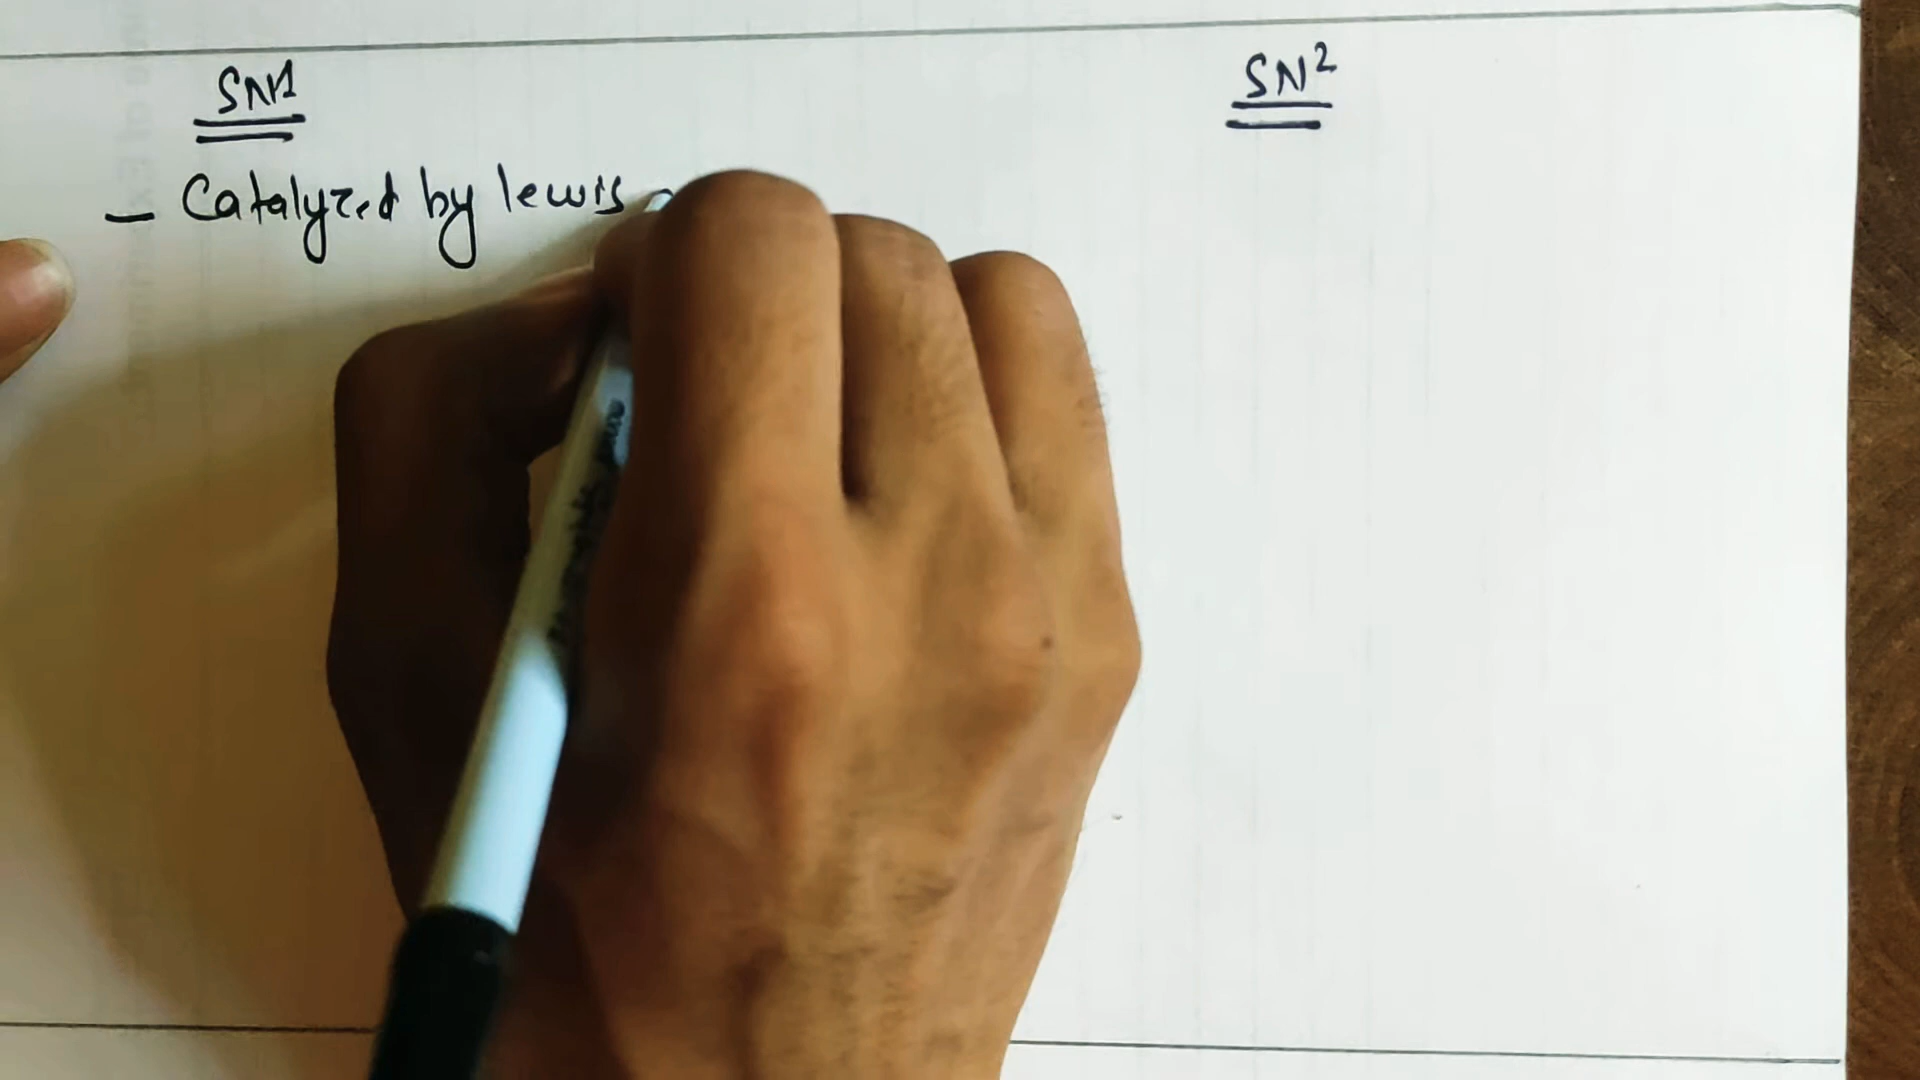 SN1
SN²
– Catalyzed by lewis